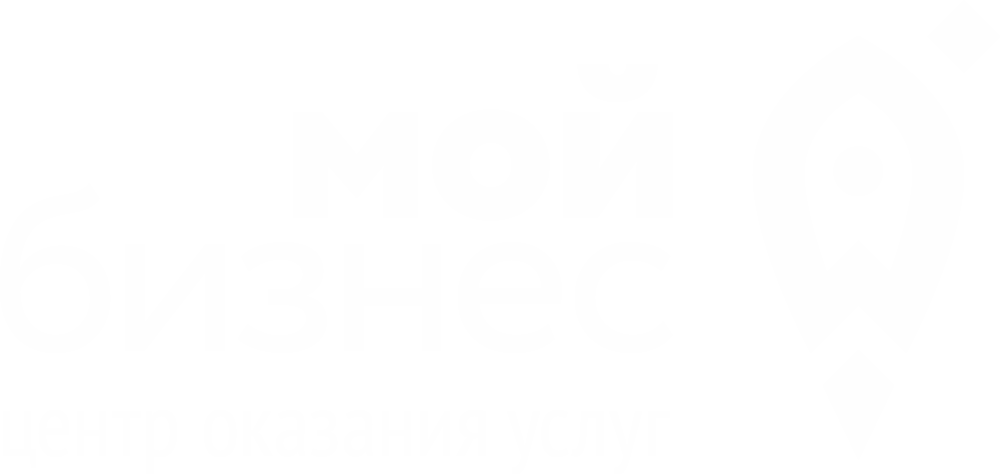 мой
бизнес
центр оказания услуг